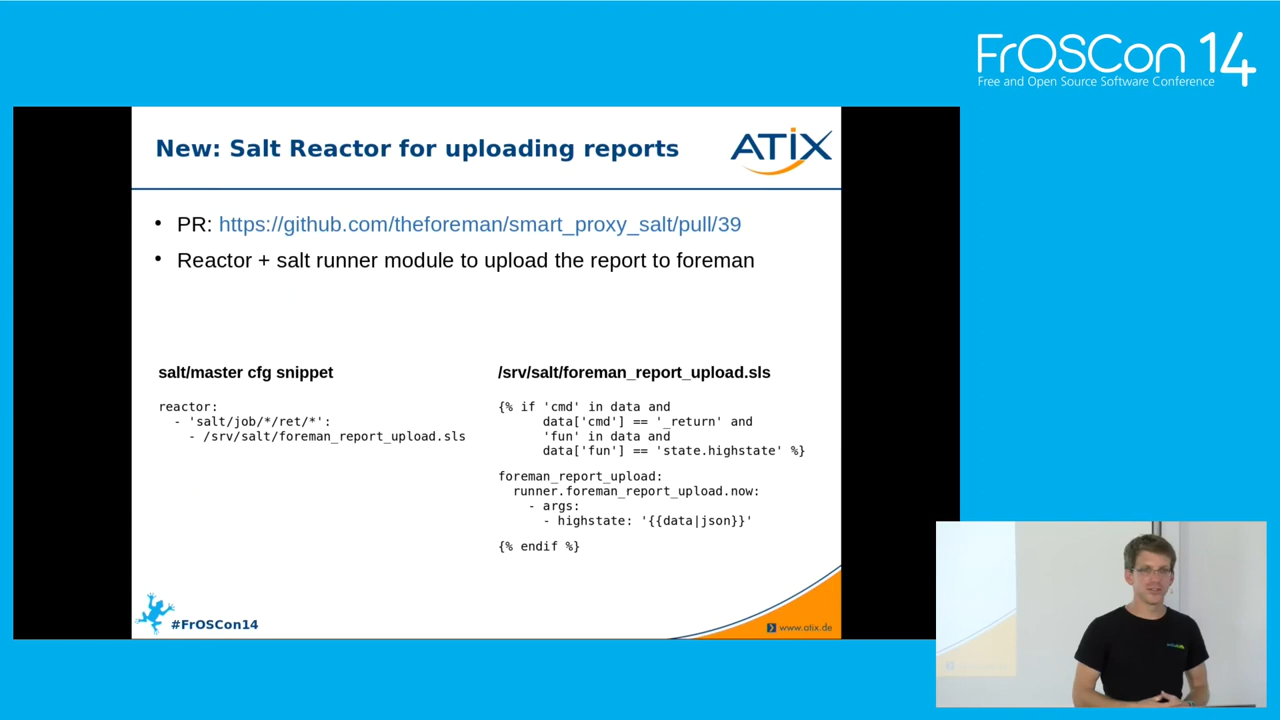 FrOSCon 14
Free and Open Source Software Conference
New: Salt Reactor for uploading reports
ATIX
• PR: https://github.com/theforeman/smart_proxy_salt/pull/39
• Reactor + salt runner module to upload the report to foreman
salt/master cfg snippet
reactor:
  - 'salt/job/*/ret/*':
    - /srv/salt/foreman_report_upload.sls
/srv/salt/foreman_report_upload.sls
{% if 'cmd' in data and
      data['cmd'] == '_return' and
      'fun' in data and
      data['fun'] == 'state.highstate' %}
foreman_report_upload:
  runner.foreman_report_upload.now:
    - args:
      - highstate: '{{data|json}}'
{% endif %}
#FrOSCon14
www.atix.de